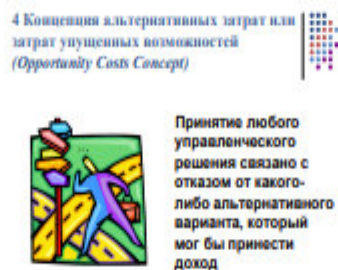 4 Концепция альтернативных затрат или
затрат упущенных возможностей
(Opportunity Costs Concept)
Принятие любого
управленческого
решения связано с
отказом от какого-
либо альтернативного
варианта, который
мог бы принести
доход